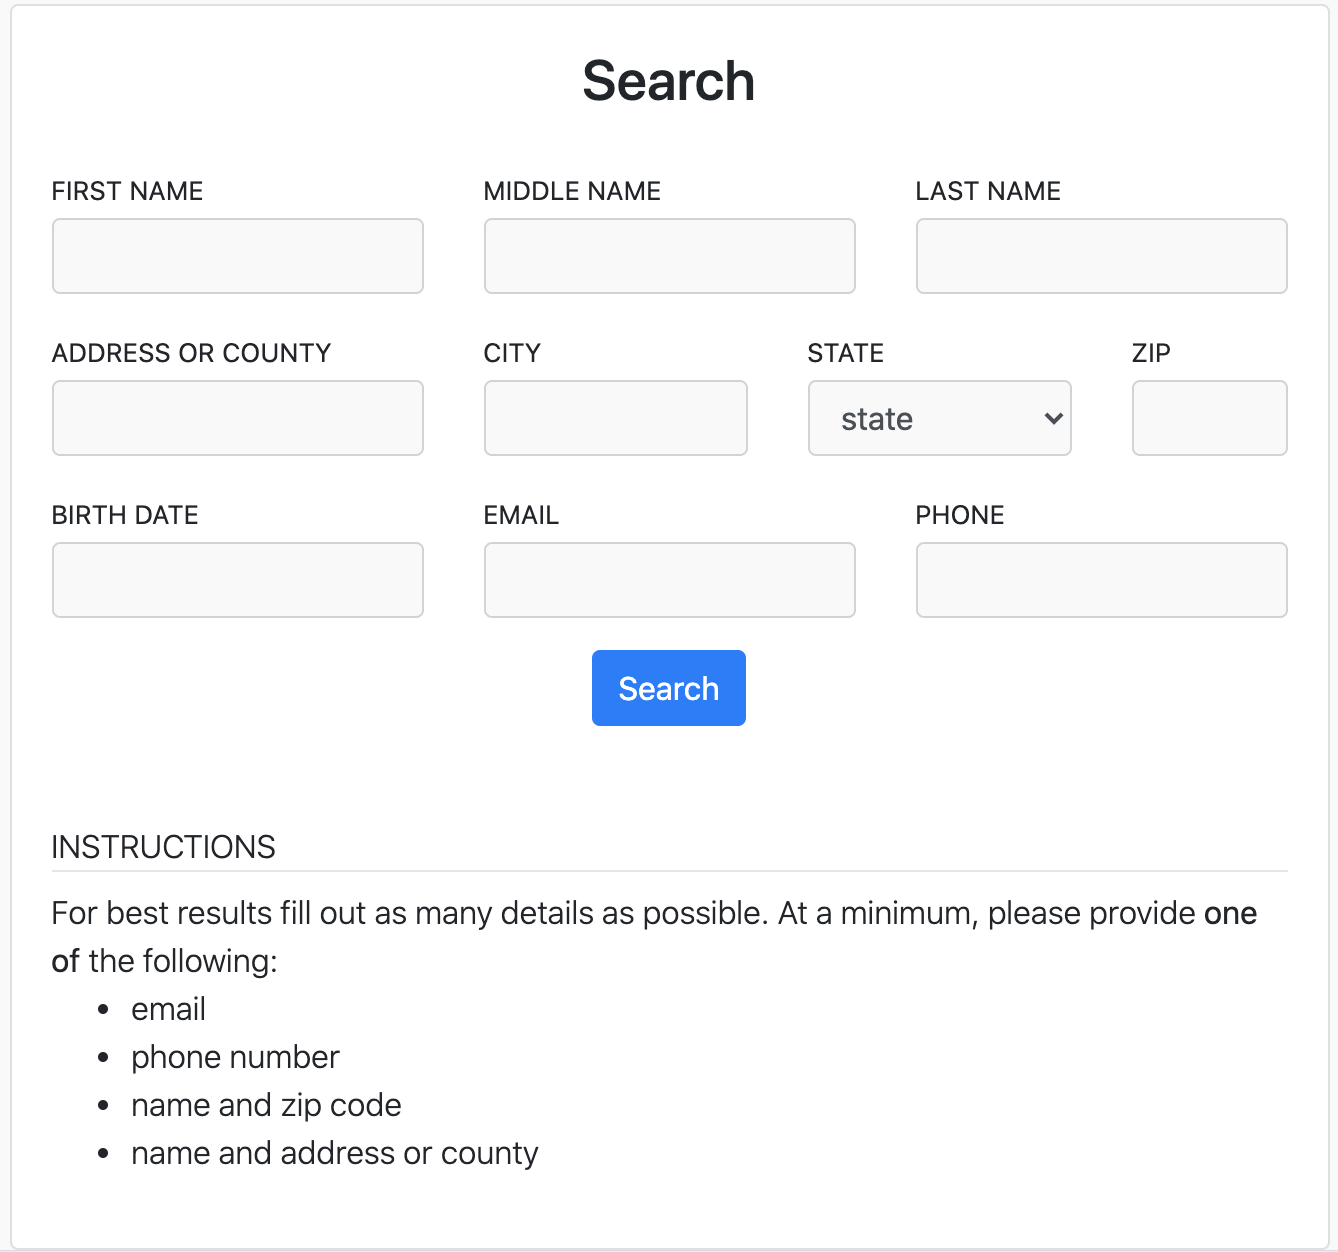 Search
FIRST NAME MIDDLE NAME LAST NAME
ADDRESS OR COUNTY CITY STATE ZIP
state
BIRTH DATE EMAIL PHONE
Search
INSTRUCTIONS
For best results fill out as many details as possible. At a minimum, please provide one
of the following:
• email
• phone number
• name and zip code
• name and address or county